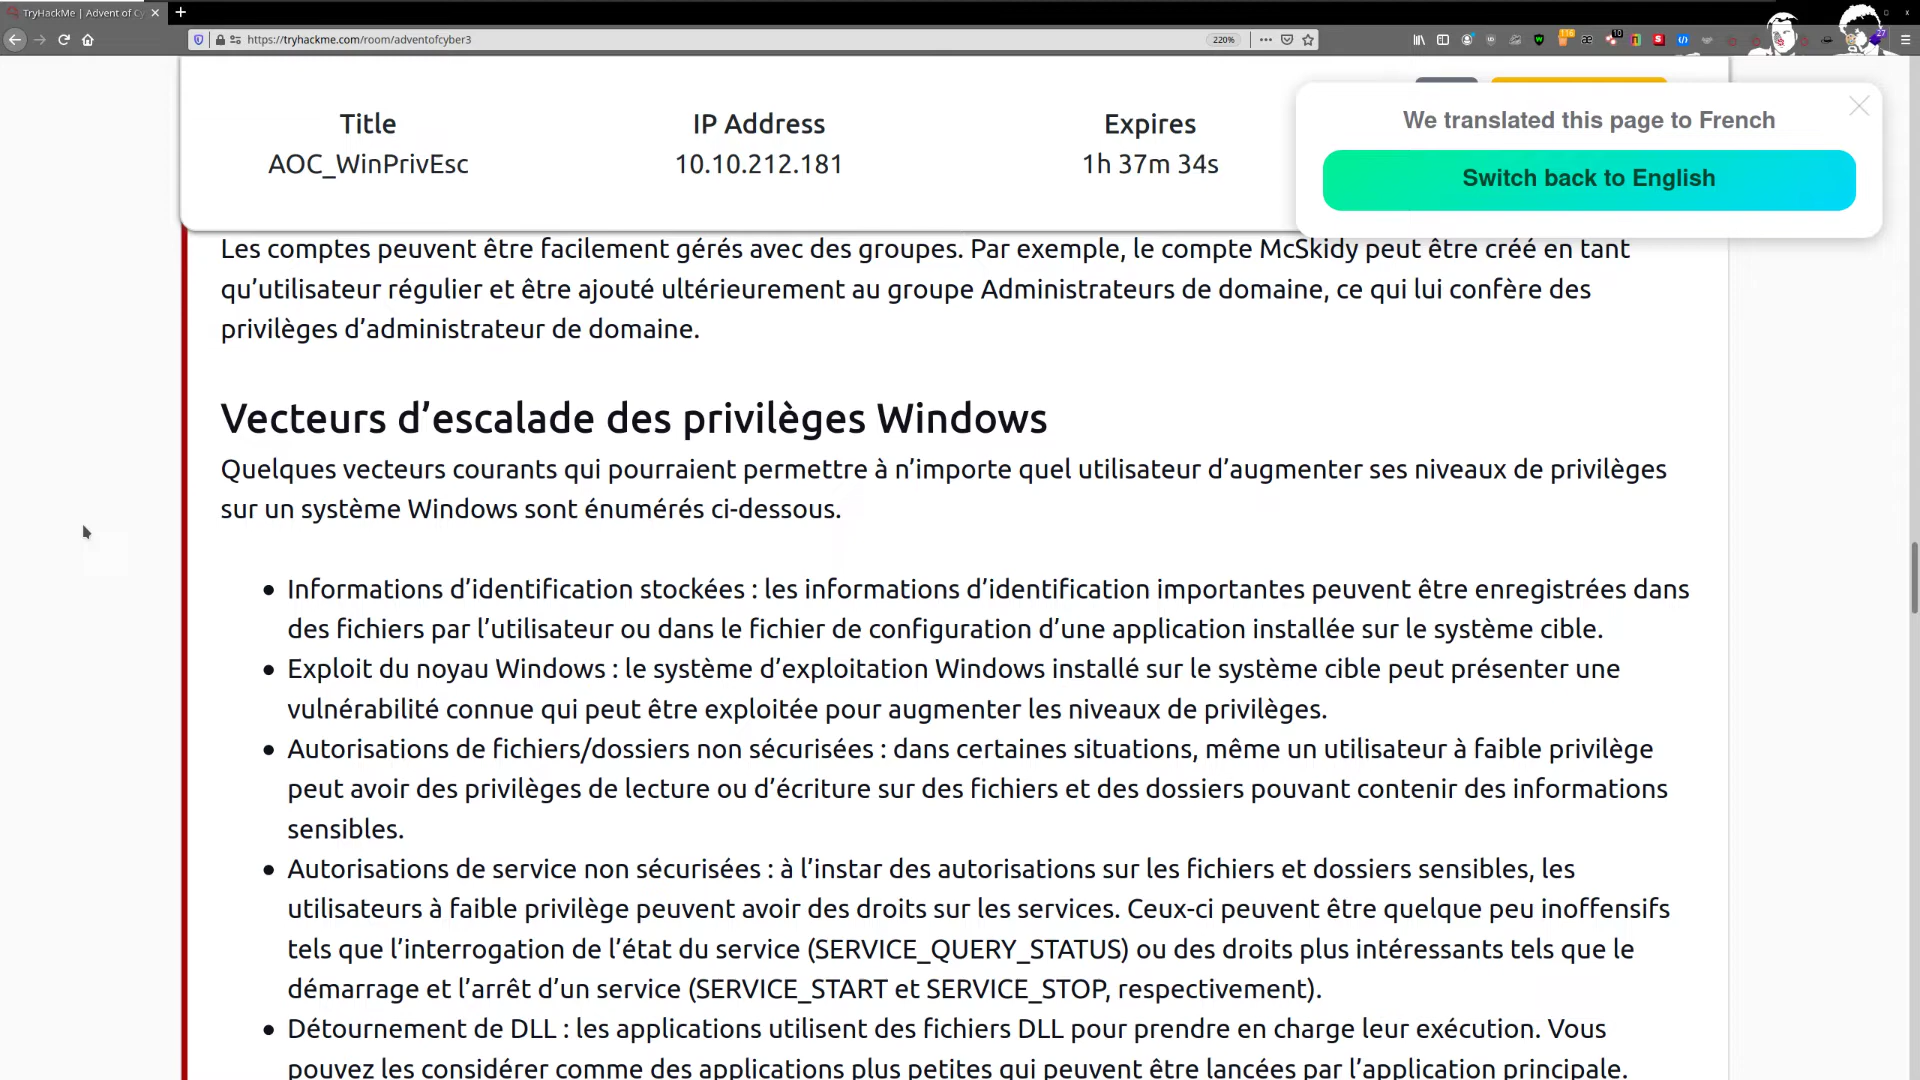 TryHackMe | Advent of Cy
https://tryhackme.com/room/adventofcyber3
220%
116
10
27
Title
IP Address
Expires
AOC_WinPrivEsc
10.10.212.181
1h 37m 34s
We translated this page to French
Switch back to English
Les comptes peuvent être facilement gérés avec des groupes. Par exemple, le compte McSkidy peut être créé en tant
qu’utilisateur régulier et être ajouté ultérieurement au groupe Administrateurs de domaine, ce qui lui confère des
privilèges d’administrateur de domaine.
Vecteurs d’escalade des privilèges Windows
Quelques vecteurs courants qui pourraient permettre à n’importe quel utilisateur d’augmenter ses niveaux de privilèges
sur un système Windows sont énumérés ci-dessous.
• Informations d’identification stockées : les informations d’identification importantes peuvent être enregistrées dans
des fichiers par l’utilisateur ou dans le fichier de configuration d’une application installée sur le système cible.
• Exploit du noyau Windows : le système d’exploitation Windows installé sur le système cible peut présenter une
vulnérabilité connue qui peut être exploitée pour augmenter les niveaux de privilèges.
• Autorisations de fichiers/dossiers non sécurisées : dans certaines situations, même un utilisateur à faible privilège
peut avoir des privilèges de lecture ou d’écriture sur des fichiers et des dossiers pouvant contenir des informations
sensibles.
• Autorisations de service non sécurisées : à l’instar des autorisations sur les fichiers et dossiers sensibles, les
utilisateurs à faible privilège peuvent avoir des droits sur les services. Ceux-ci peuvent être quelque peu inoffensifs
tels que l’interrogation de l’état du service (SERVICE_QUERY_STATUS) ou des droits plus intéressants tels que le
démarrage et l’arrêt d’un service (SERVICE_START et SERVICE_STOP, respectivement).
• Détournement de DLL : les applications utilisent des fichiers DLL pour prendre en charge leur exécution. Vous
pouvez les considérer comme des applications plus petites qui peuvent être lancées par l’application principale.